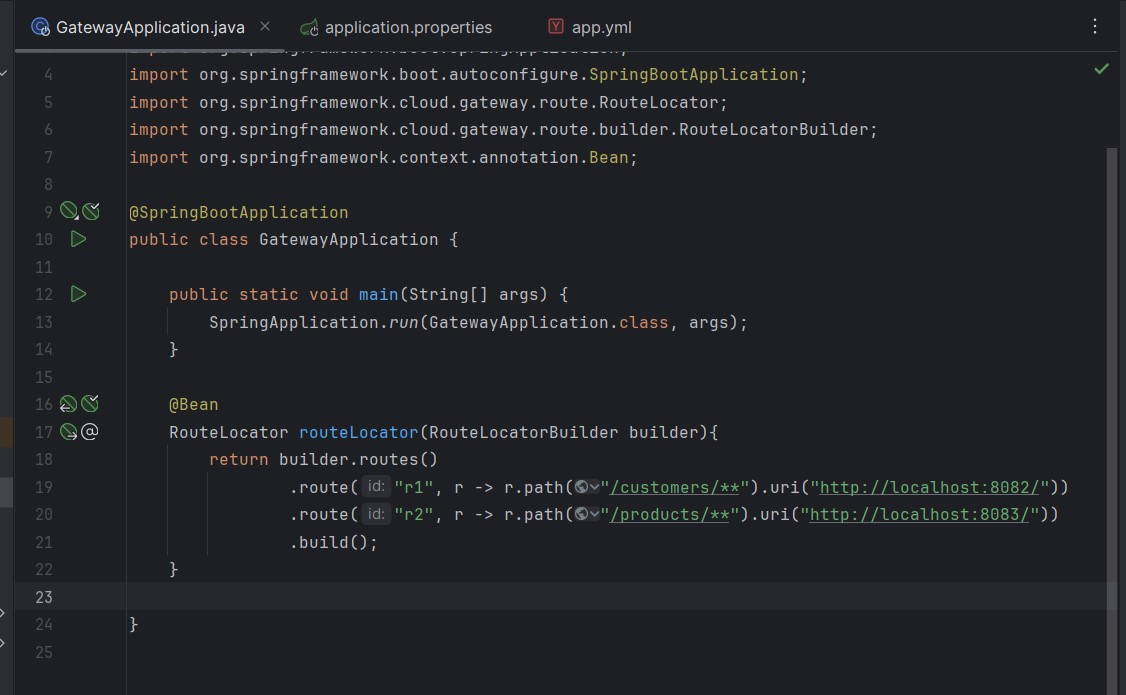 GatewayApplication.java application.properties app.yml
4 import org.springframework.boot.autoconfigure.SpringBootApplication;
5 import org.springframework.cloud.gateway.route.RouteLocator;
6 import org.springframework.cloud.gateway.route.builder.RouteLocatorBuilder;
7 import org.springframework.context.annotation.Bean;
8
9 @SpringBootApplication
10 public class GatewayApplication {
11
12 public static void main(String[] args) {
13 SpringApplication.run(GatewayApplication.class, args);
14 }
15
16 @Bean
17 RouteLocator routeLocator(RouteLocatorBuilder builder){
18 return builder.routes()
19 .route( id: "r1", r -> r.path("/customers/**").uri("http://localhost:8082/"))
20 .route( id: "r2", r -> r.path("/products/**").uri("http://localhost:8083/"))
21 .build();
22 }
23
24 }
25